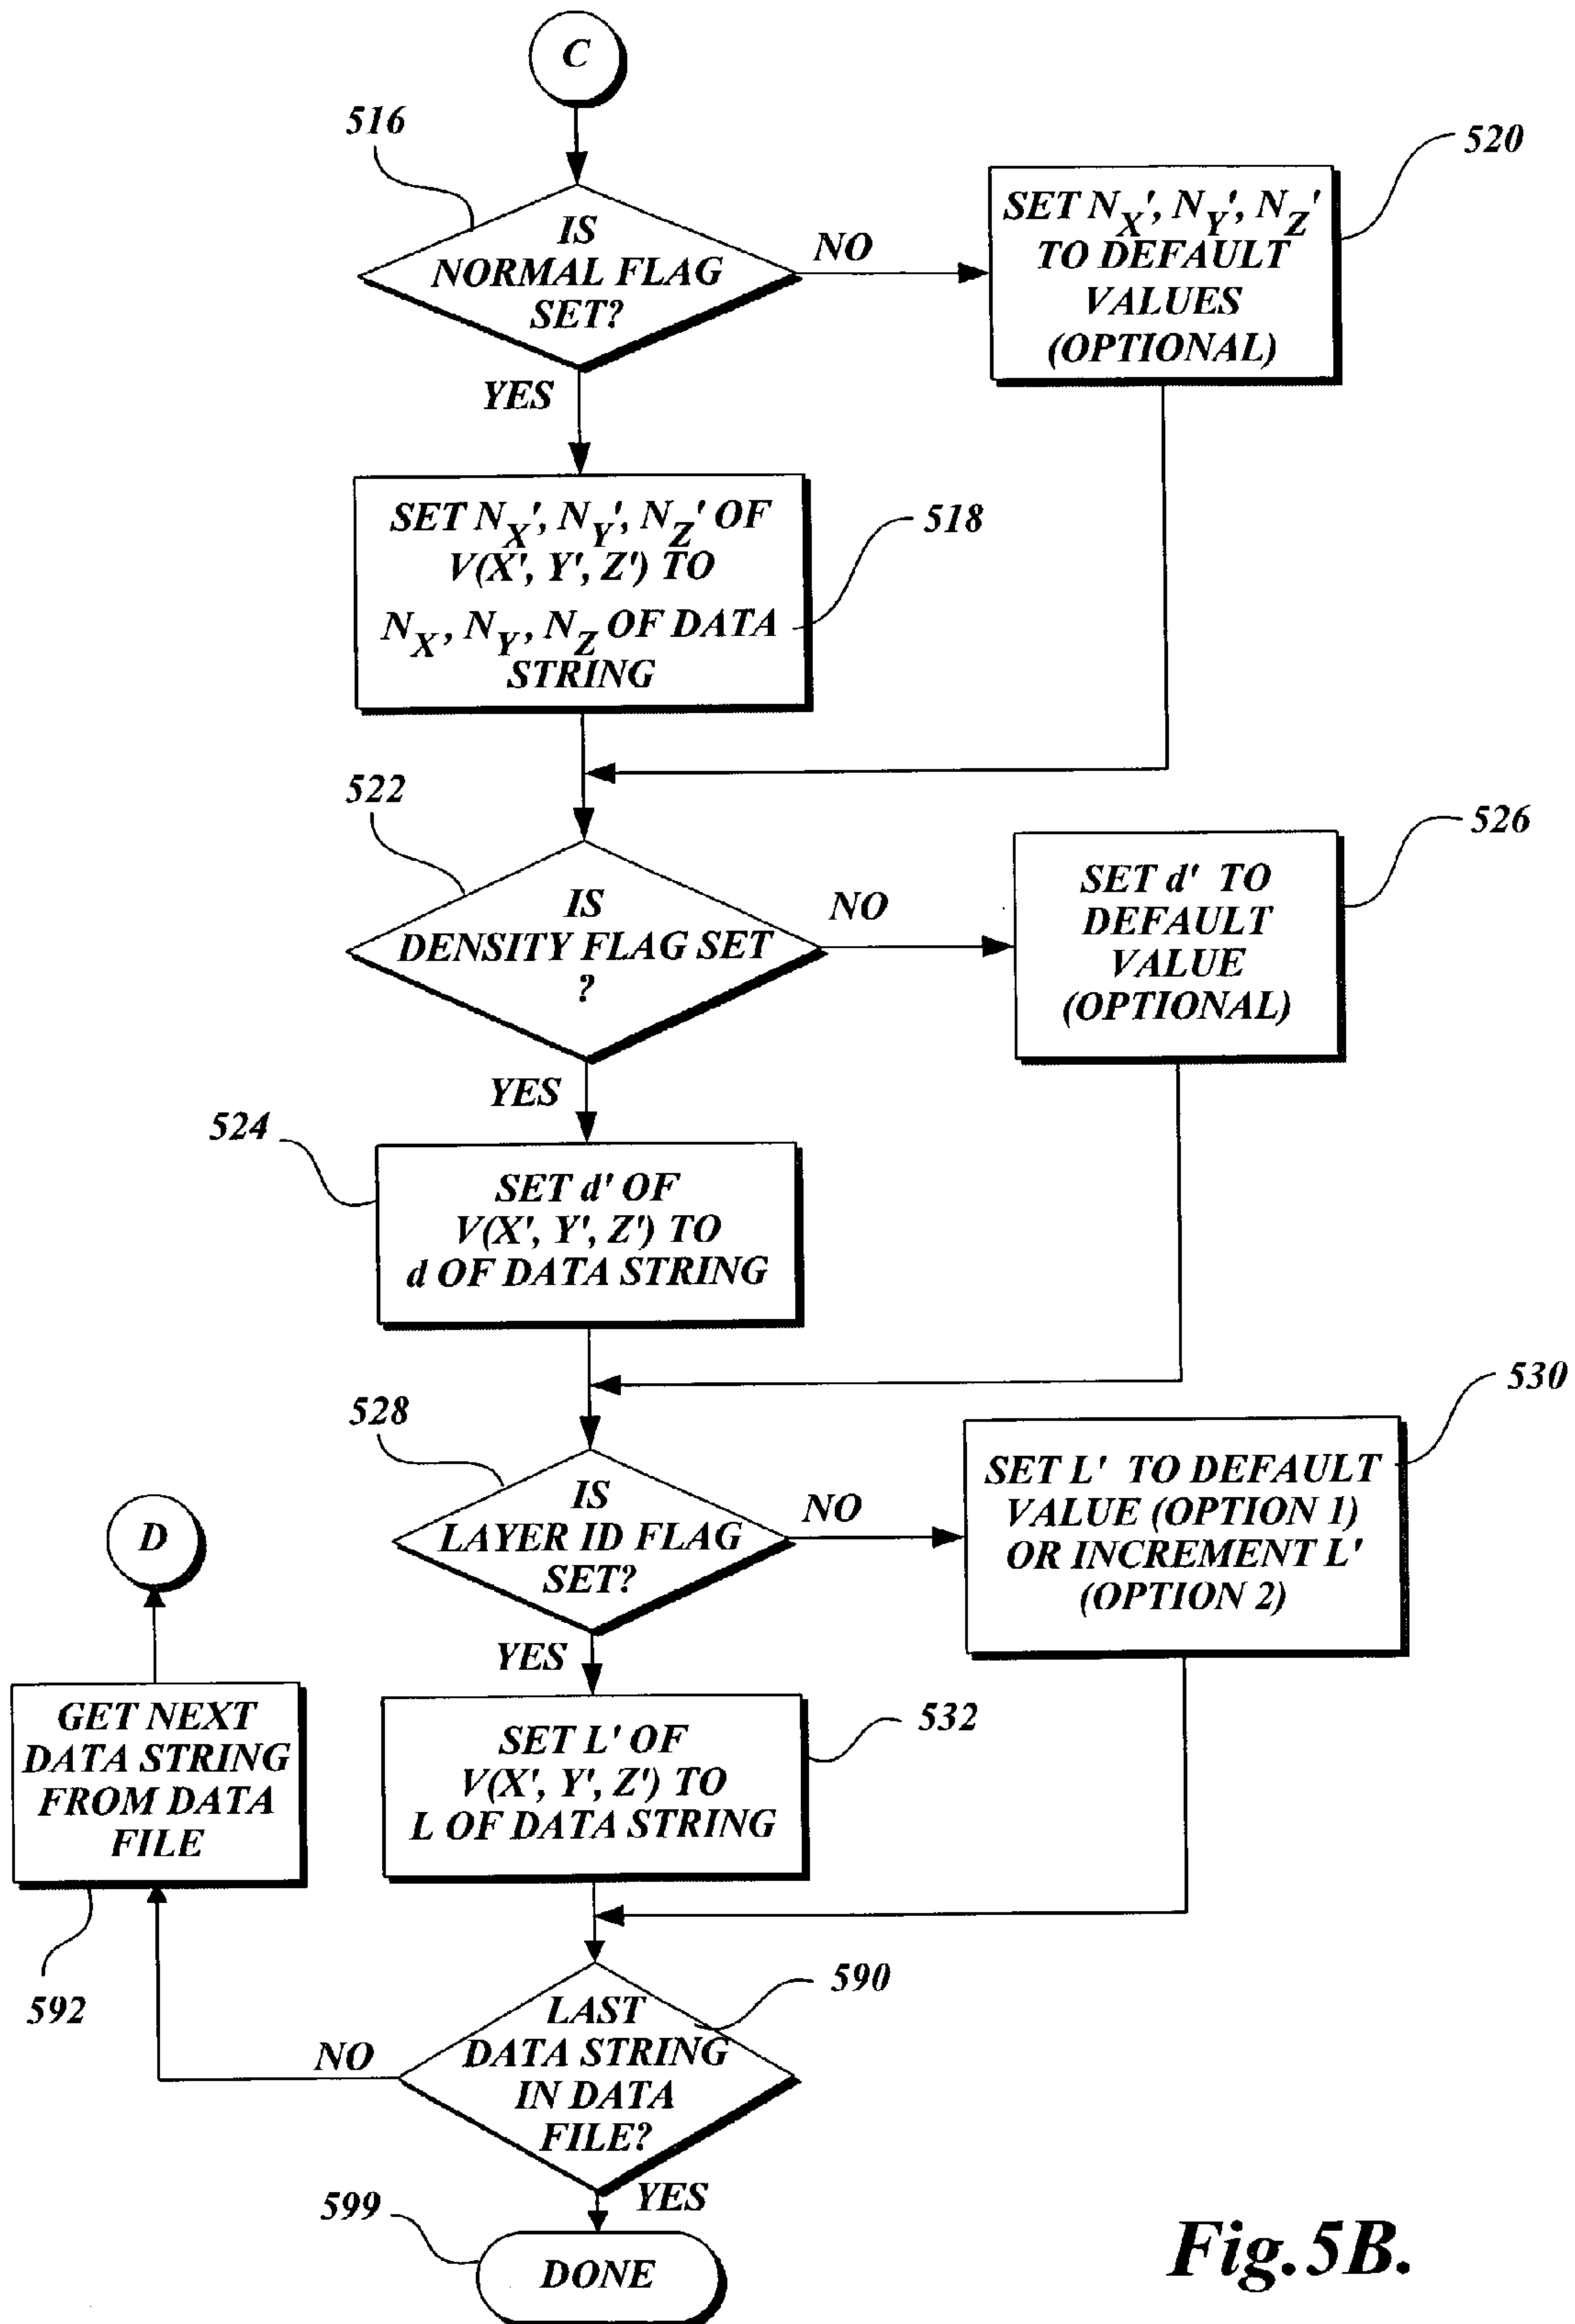 C
516
IS
NORMAL FLAG
SET?
NO
520
SET NX', NY', NZ'
TO DEFAULT
VALUES
(OPTIONAL)
YES
SET NX', NY', NZ' OF
V(X', Y', Z') TO
NX, NY, NZ OF DATA
STRING
518
522
IS
DENSITY FLAG SET
?
NO
526
SET d' TO
DEFAULT
VALUE
(OPTIONAL)
YES
524
SET d' OF
V(X', Y', Z') TO
d OF DATA STRING
528
IS
LAYER ID FLAG
SET?
NO
530
SET L' TO DEFAULT
VALUE (OPTION 1)
OR INCREMENT L'
(OPTION 2)
YES
SET L' OF
V(X', Y', Z') TO
L OF DATA STRING
532
D
GET NEXT
DATA STRING
FROM DATA
FILE
592
590
LAST
DATA STRING
IN DATA
FILE?
NO
YES
599
DONE
Fig.5B.